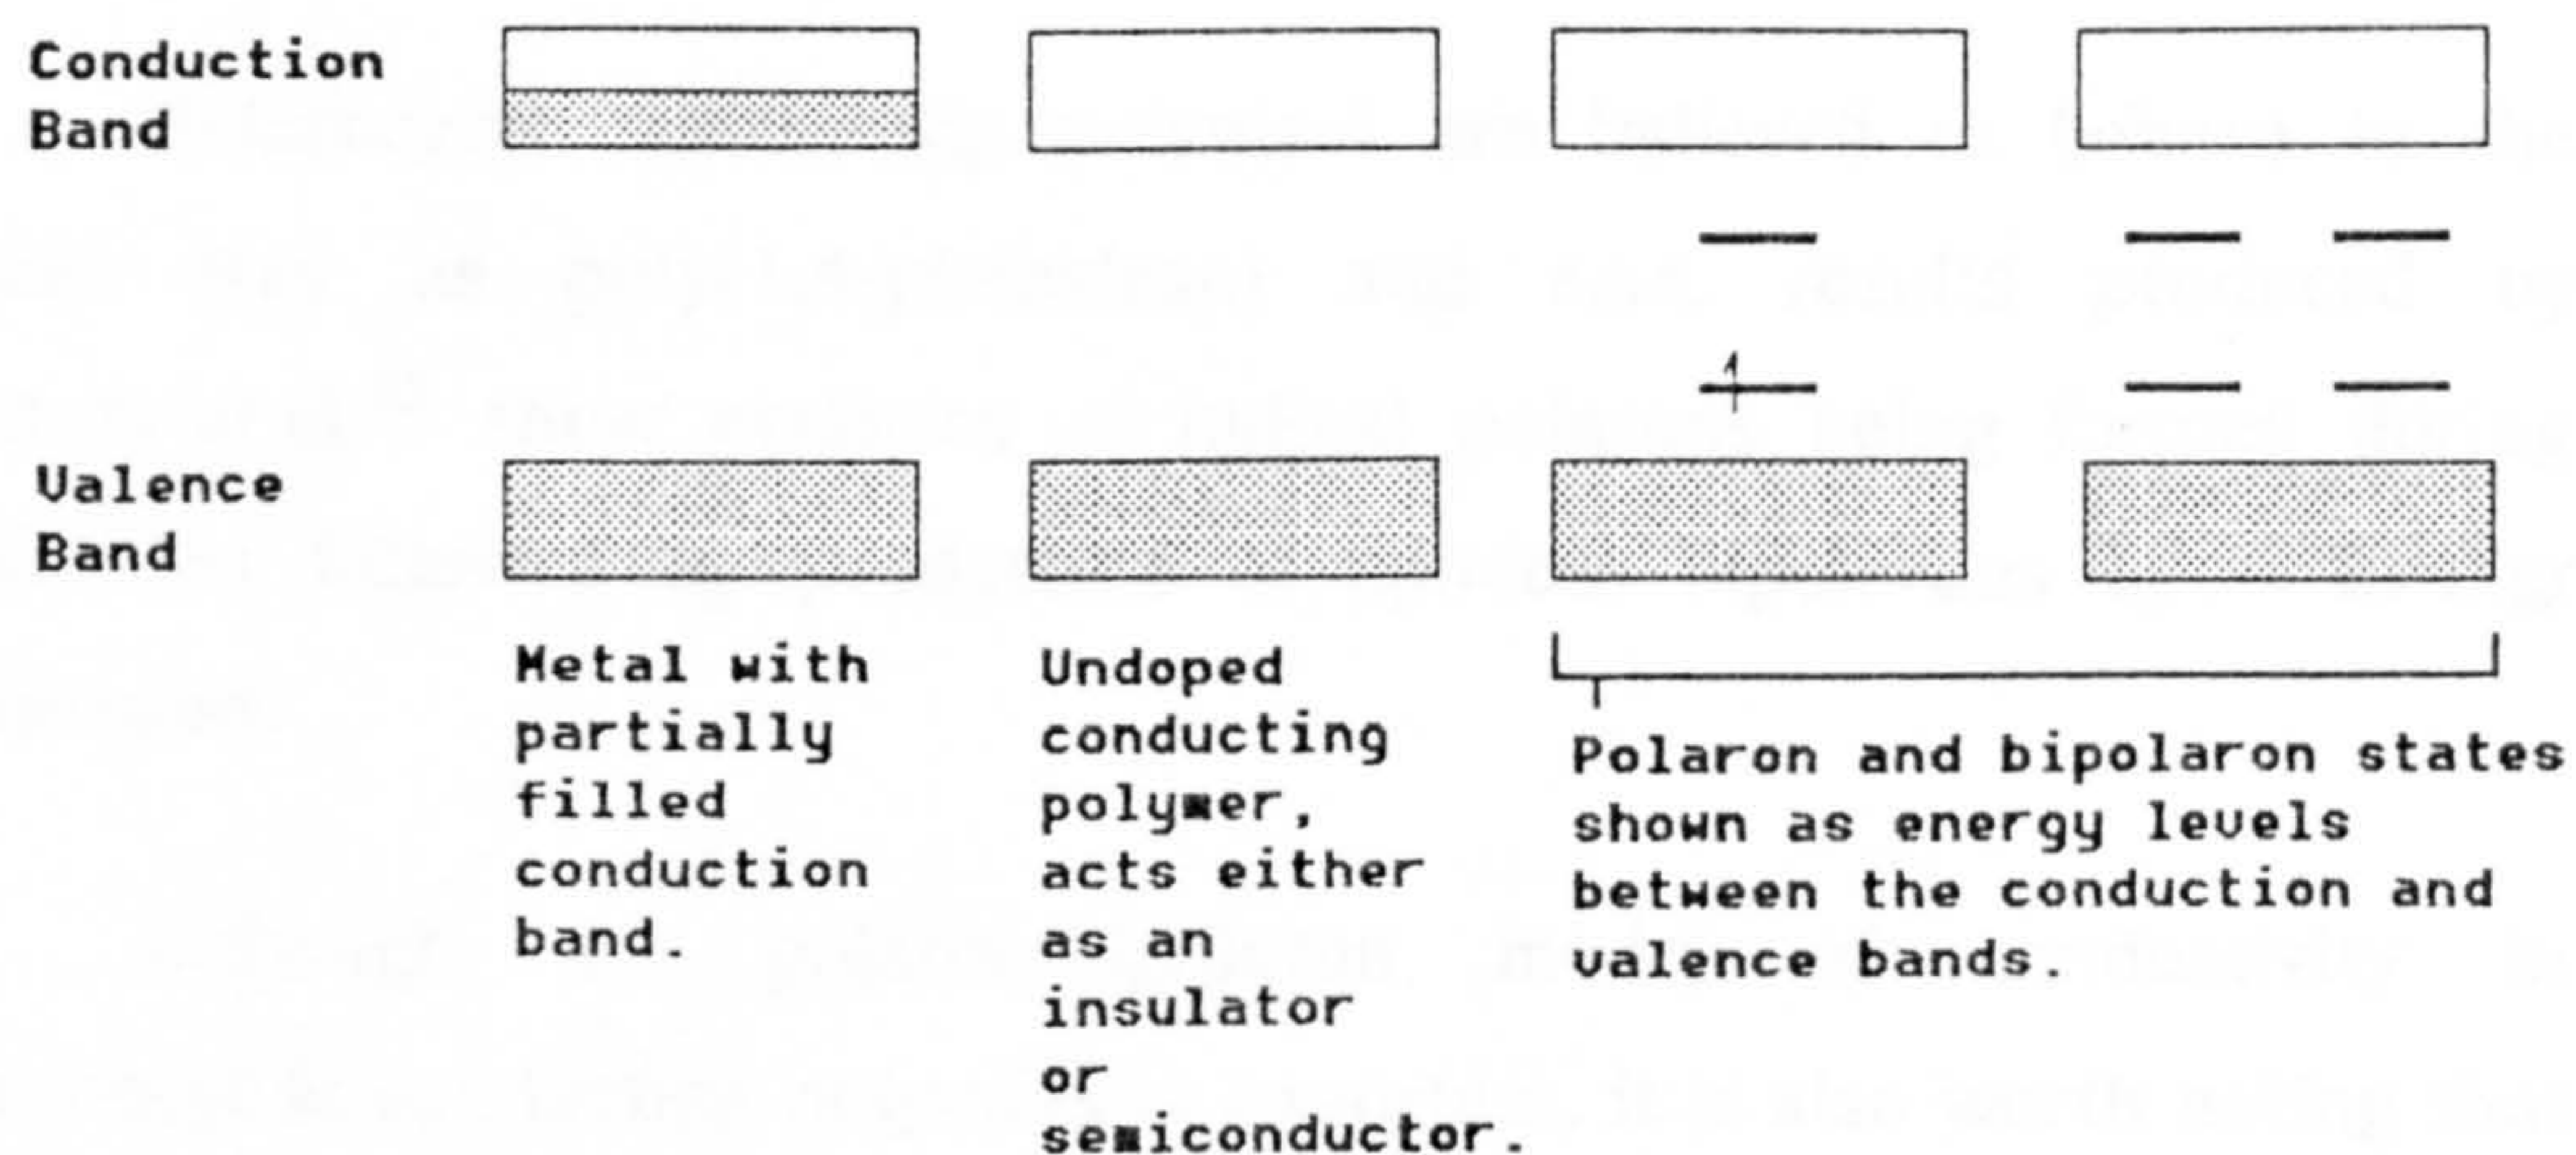 Conduction
Band
Valence
Band
Metal with
partially
filled
conduction
band.
Undoped
conducting
polymer,
acts either
as an
insulator
or
semiconductor.
Polaron and bipolaron states
shown as energy levels
between the conduction and
valence bands.